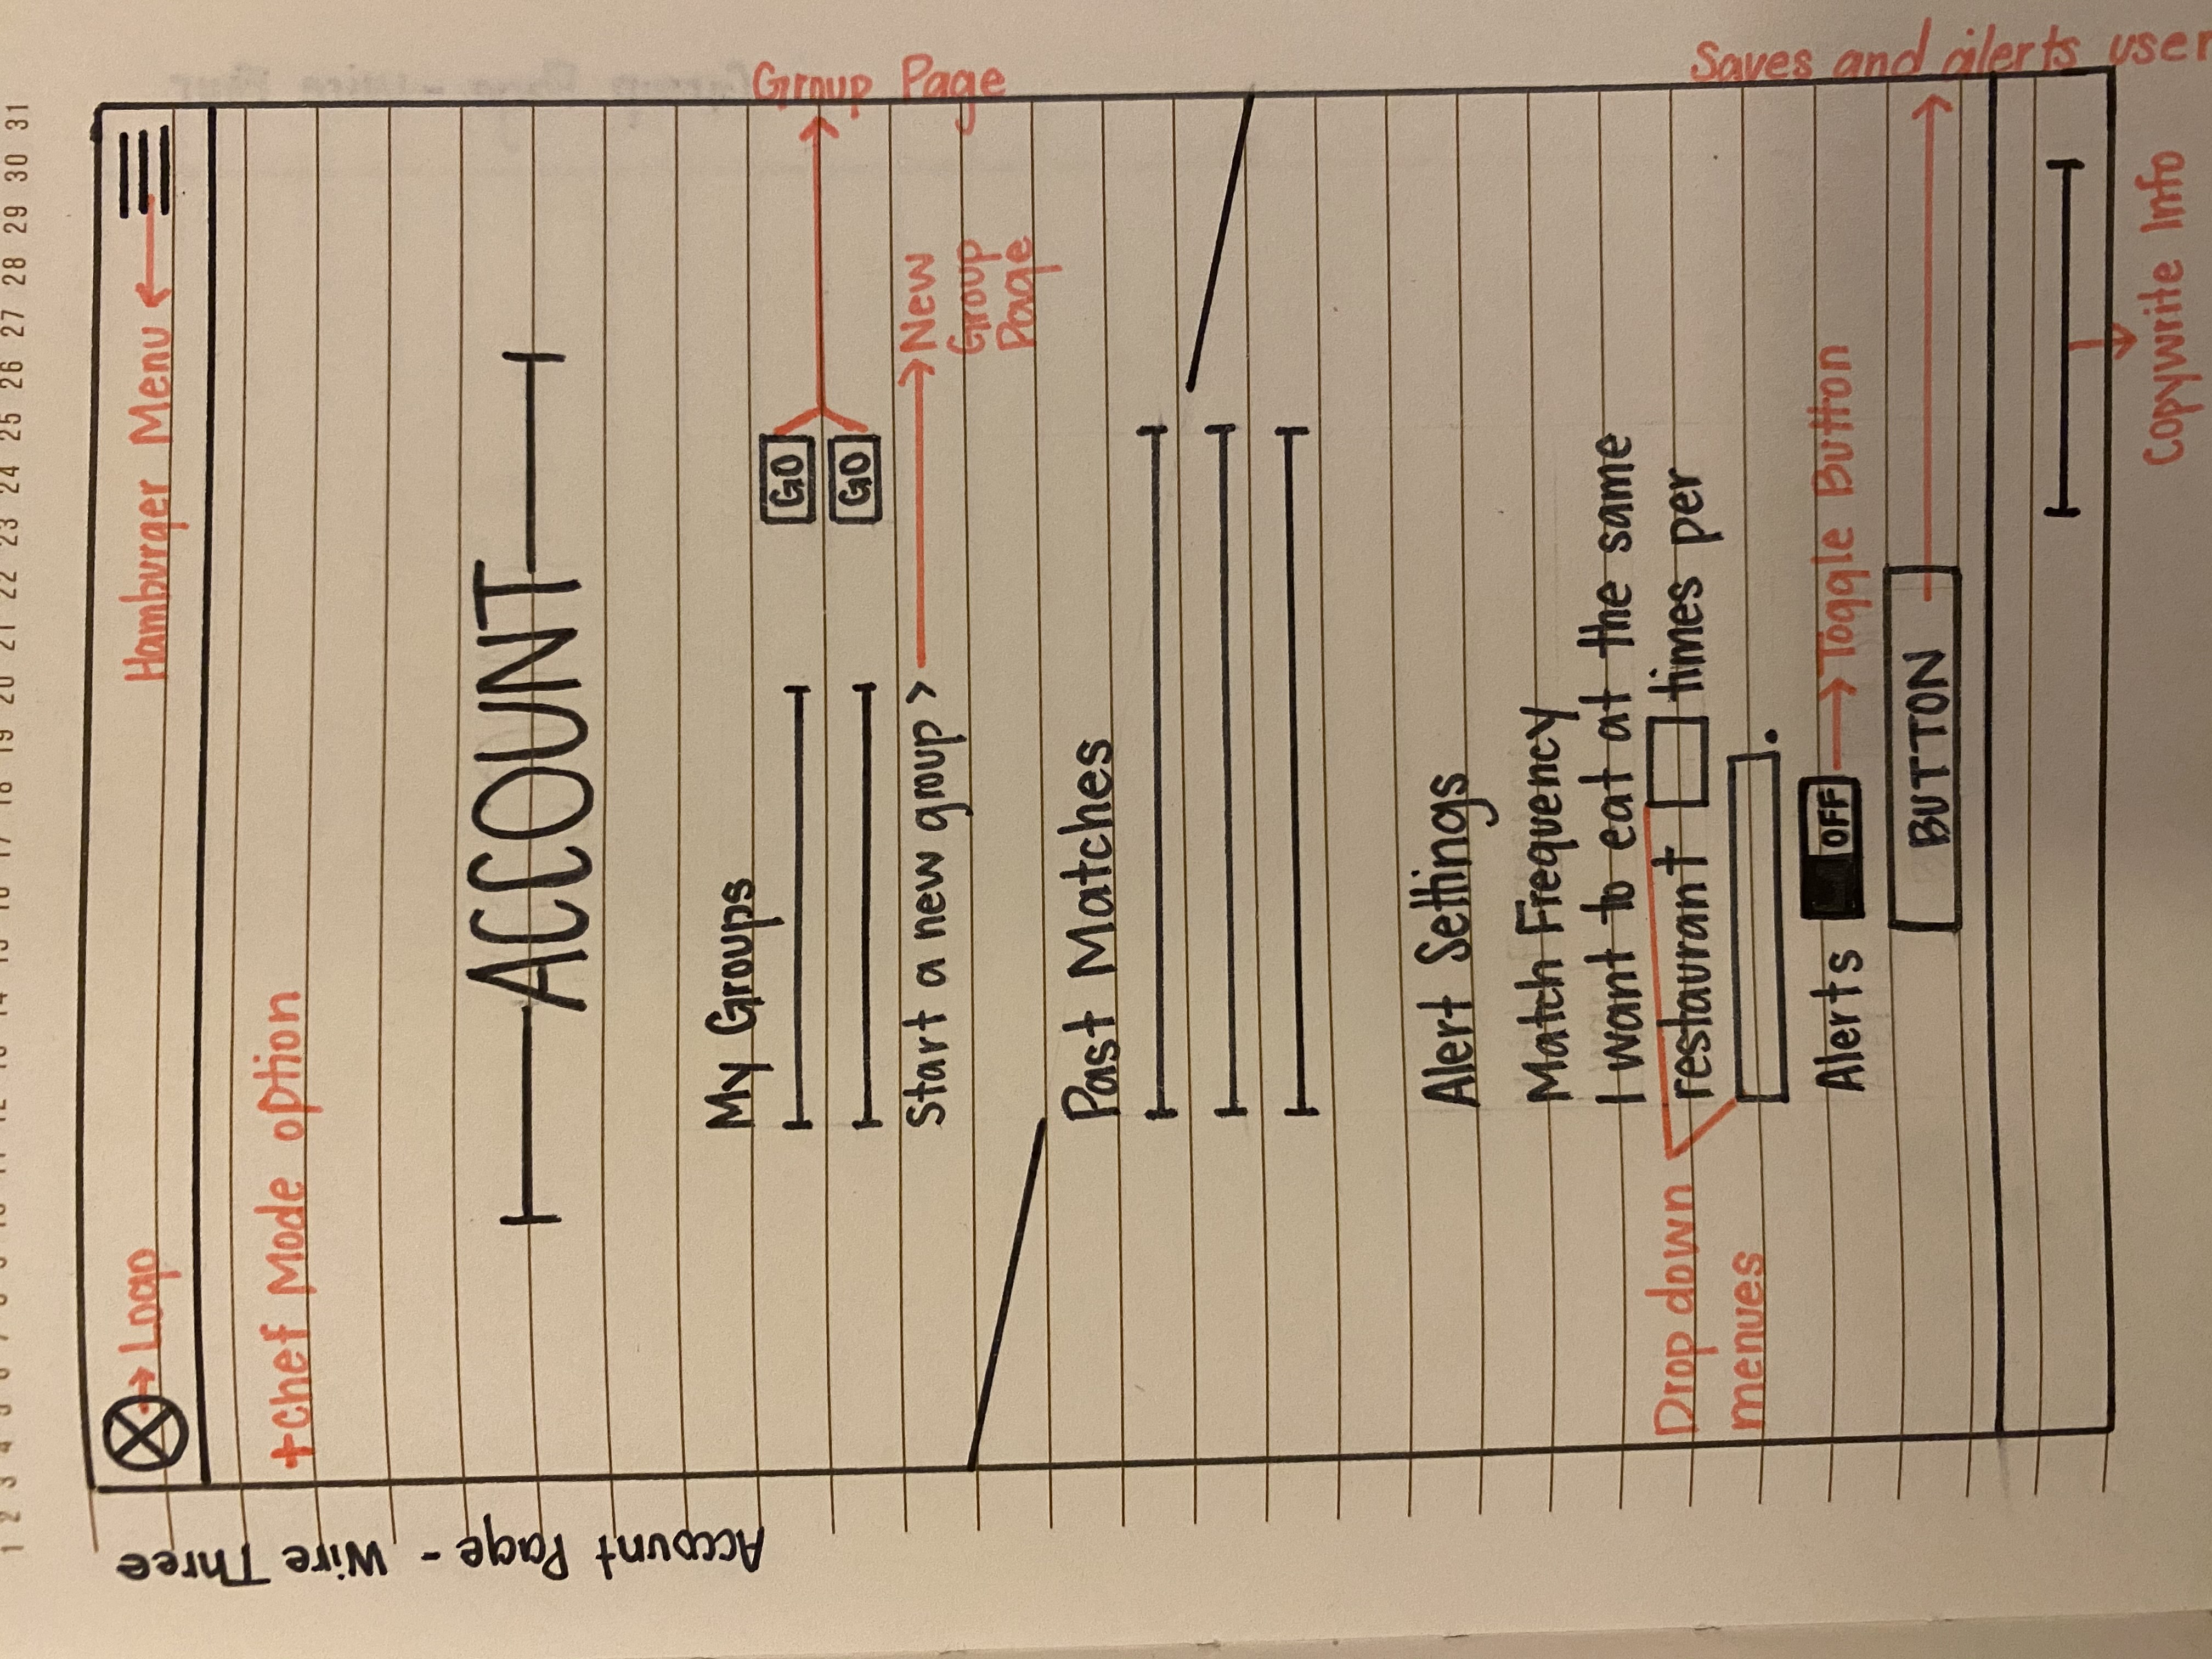 1 2 3 4 5 6 7 8 9 10 11 12 13 14 15 16 17 18 19 20 21 22 23 24 25 26 27 28 29 30 31
Account Page - Wire Three
Logo
Hamburger Menu
+Chef Mode option
ACCOUNT
My Groups
GO
GO
Group Page
Start a new group >
New
Group
Page
Past Matches
Alert Settings
Match Frequency
I want to eat at the same
restaurant times per
.
Drop down
menues
Alerts OFF
Toggle Button
BUTTON
Saves and alerts user
Copywrite Info